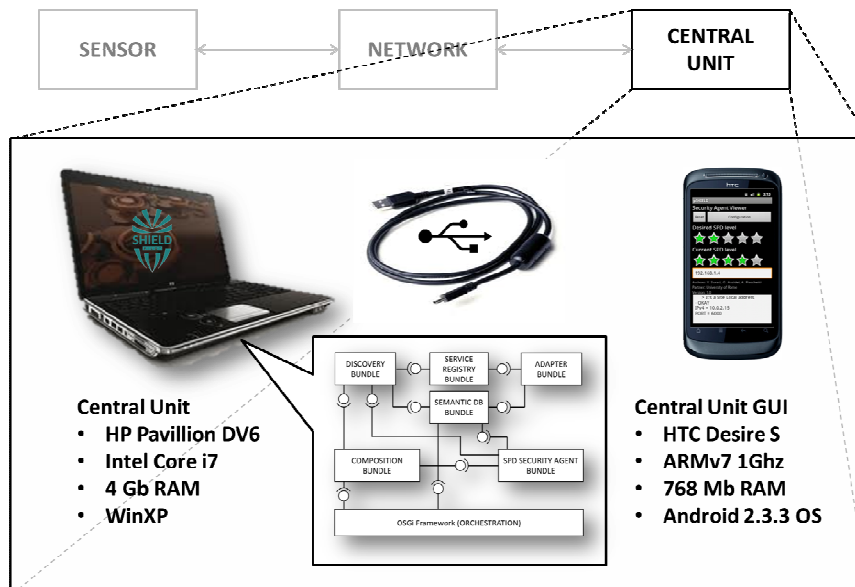 SENSOR
NETWORK
CENTRAL
UNIT
SHIELD
htc
Security Agent Viewer
Desired SPD level
Current SPD level
DISCOVERY
BUNDLE
SERVICE
REGISTRY
BUNDLE
ADAPTER
BUNDLE
SEMANTIC DB
BUNDLE
COMPOSITION
BUNDLE
SPD SECURITY AGENT
BUNDLE
OSGi Framework (ORCHESTRATION)
Central Unit
• HP Pavillion DV6
• Intel Core i7
• 4 Gb RAM
• WinXP
Central Unit GUI
• HTC Desire S
• ARMv7 1Ghz
• 768 Mb RAM
• Android 2.3.3 OS